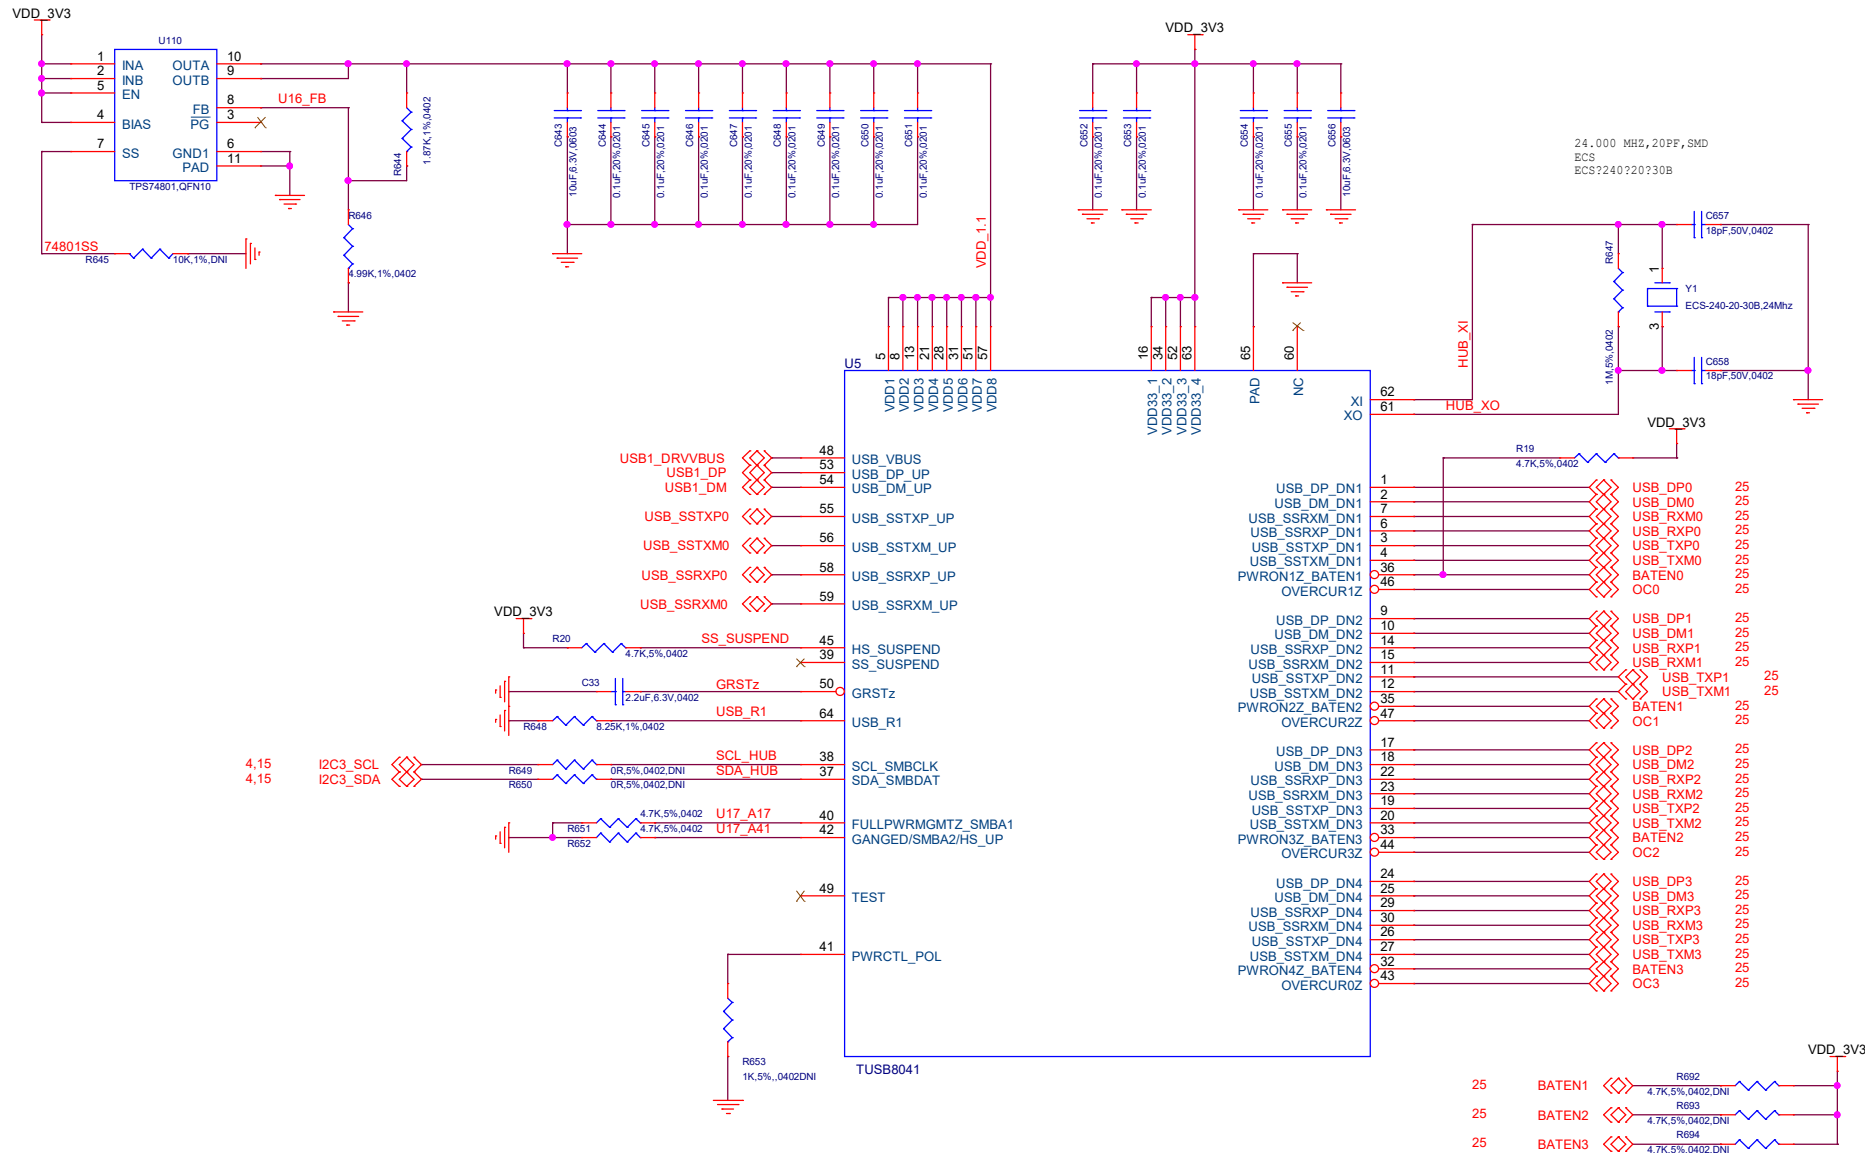 VDD_3V3
U110
1 INA OUTA 10
2 INB OUTB 9
5 EN
FB 8 U16_FB
4 BIAS PG 3
7 SS GND1 6
PAD 11
TPS74801,QFN10
74801SS
R645 10K,1%,DNI
R646
4.99K,1%,0402
R644
1.87K,1%,0402
C643
10uF,6.3V,0603
C644
0.1uF,20%,0201
C645
0.1uF,20%,0201
C646
0.1uF,20%,0201
C647
0.1uF,20%,0201
C648
0.1uF,20%,0201
C649
0.1uF,20%,0201
C650
0.1uF,20%,0201
C651
0.1uF,20%,0201
VDD_1.1
VDD_3V3
C652
0.1uF,20%,0201
C653
0.1uF,20%,0201
C654
0.1uF,20%,0201
C655
0.1uF,20%,0201
C656
10uF,6.3V,0603
24.000 MHZ,20PF,SMD
ECS
ECS?240?20?30B
C657
18pF,50V,0402
R647
1M,5%,0402
1
Y1
ECS-240-20-30B,24Mhz
3
C658
18pF,50V,0402
HUB_XI
HUB_XO
U5
5 8 13 21 28 31 51 57
VDD1 VDD2 VDD3 VDD4 VDD5 VDD6 VDD7 VDD8
16 34 52 63
VDD33_1 VDD33_2 VDD33_3 VDD33_4
65 60
PAD NC
XI 62
XO 61
VDD_3V3
R19
4.7K,5%,0402
USB1_DRVVBUS 48 USB_VBUS
USB1_DP 53 USB_DP_UP
USB1_DM 54 USB_DM_UP
USB_SSTXP0 55 USB_SSTXP_UP
USB_SSTXM0 56 USB_SSTXM_UP
USB_SSRXP0 58 USB_SSRXP_UP
USB_SSRXM0 59 USB_SSRXM_UP
VDD_3V3
R20 4.7K,5%,0402 SS_SUSPEND 45 HS_SUSPEND
39 SS_SUSPEND
C33 2.2uF,6.3V,0402 GRSTz 50 GRSTz
R648 8.25K,1%,0402 USB_R1 64 USB_R1
4,15 I2C3_SCL R649 0R,5%,0402,DNI SCL_HUB 38 SCL_SMBCLK
4,15 I2C3_SDA R650 0R,5%,0402,DNI SDA_HUB 37 SDA_SMBDAT
R651 4.7K,5%,0402 U17_A17 40 FULLPWRMGMTZ_SMBA1
R652 4.7K,5%,0402 U17_A41 42 GANGED/SMBA2/HS_UP
49 TEST
41 PWRCTL_POL
R653
1K,5%,,0402DNI
TUSB8041
USB_DP_DN1 1 USB_DP0 25
USB_DM_DN1 2 USB_DM0 25
USB_SSRXM_DN1 7 USB_RXM0 25
USB_SSRXP_DN1 6 USB_RXP0 25
USB_SSTXP_DN1 3 USB_TXP0 25
USB_SSTXM_DN1 4 USB_TXM0 25
PWRON1Z_BATEN1 36 BATEN0 25
OVERCUR1Z 46 OC0 25
USB_DP_DN2 9 USB_DP1 25
USB_DM_DN2 10 USB_DM1 25
USB_SSRXP_DN2 14 USB_RXP1 25
USB_SSRXM_DN2 15 USB_RXM1 25
USB_SSTXP_DN2 11 USB_TXP1 25
USB_SSTXM_DN2 12 USB_TXM1 25
PWRON2Z_BATEN2 35 BATEN1 25
OVERCUR2Z 47 OC1 25
USB_DP_DN3 17 USB_DP2 25
USB_DM_DN3 18 USB_DM2 25
USB_SSRXP_DN3 22 USB_RXP2 25
USB_SSRXM_DN3 23 USB_RXM2 25
USB_SSTXP_DN3 19 USB_TXP2 25
USB_SSTXM_DN3 20 USB_TXM2 25
PWRON3Z_BATEN3 33 BATEN2 25
OVERCUR3Z 44 OC2 25
USB_DP_DN4 24 USB_DP3 25
USB_DM_DN4 25 USB_DM3 25
USB_SSRXP_DN4 29 USB_RXP3 25
USB_SSRXM_DN4 30 USB_RXM3 25
USB_SSTXP_DN4 26 USB_TXP3 25
USB_SSTXM_DN4 27 USB_TXM3 25
PWRON4Z_BATEN4 32 BATEN3 25
OVERCUR0Z 43 OC3 25
VDD_3V3
25 BATEN1 R692 4.7K,5%,0402,DNI
25 BATEN2 R693 4.7K,5%,0402,DNI
25 BATEN3 R694 4.7K,5%,0402,DNI